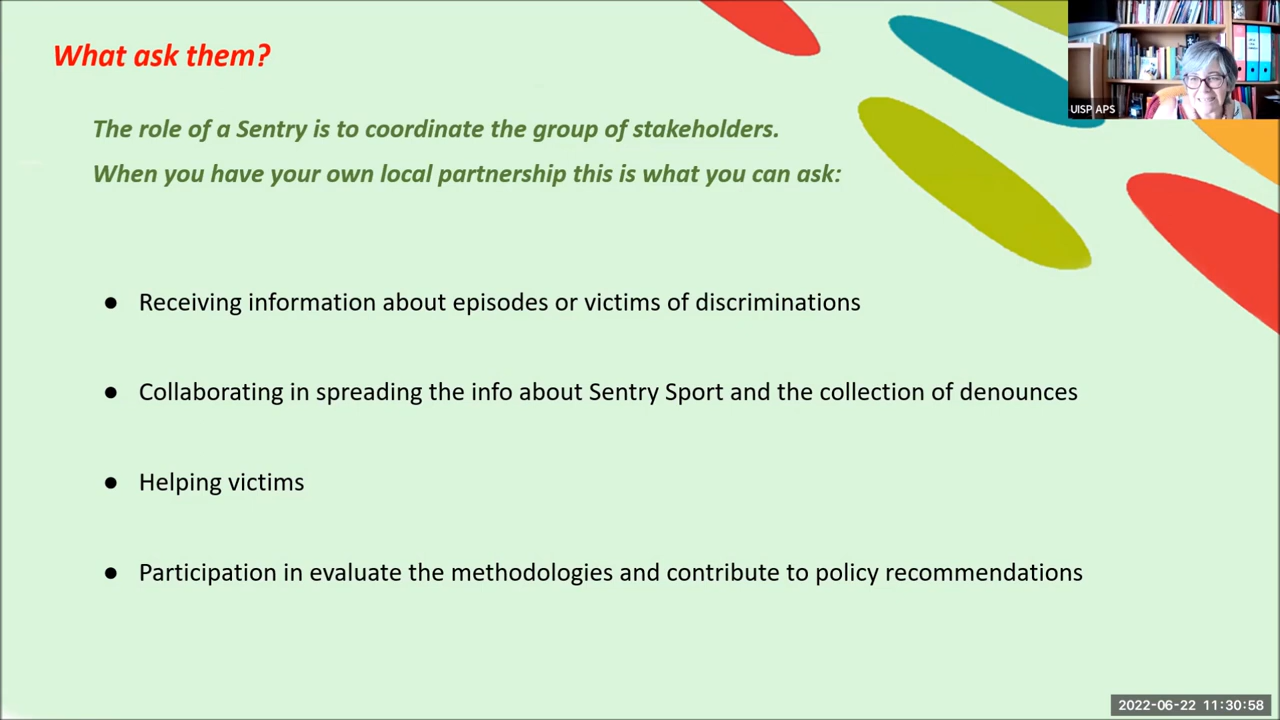 What ask them?
UISP APS
The role of a Sentry is to coordinate the group of stakeholders.
When you have your own local partnership this is what you can ask:
● Receiving information about episodes or victims of discriminations
● Collaborating in spreading the info about Sentry Sport and the collection of denounces
● Helping victims
● Participation in evaluate the methodologies and contribute to policy recommendations
2022-06-22 11:30:58